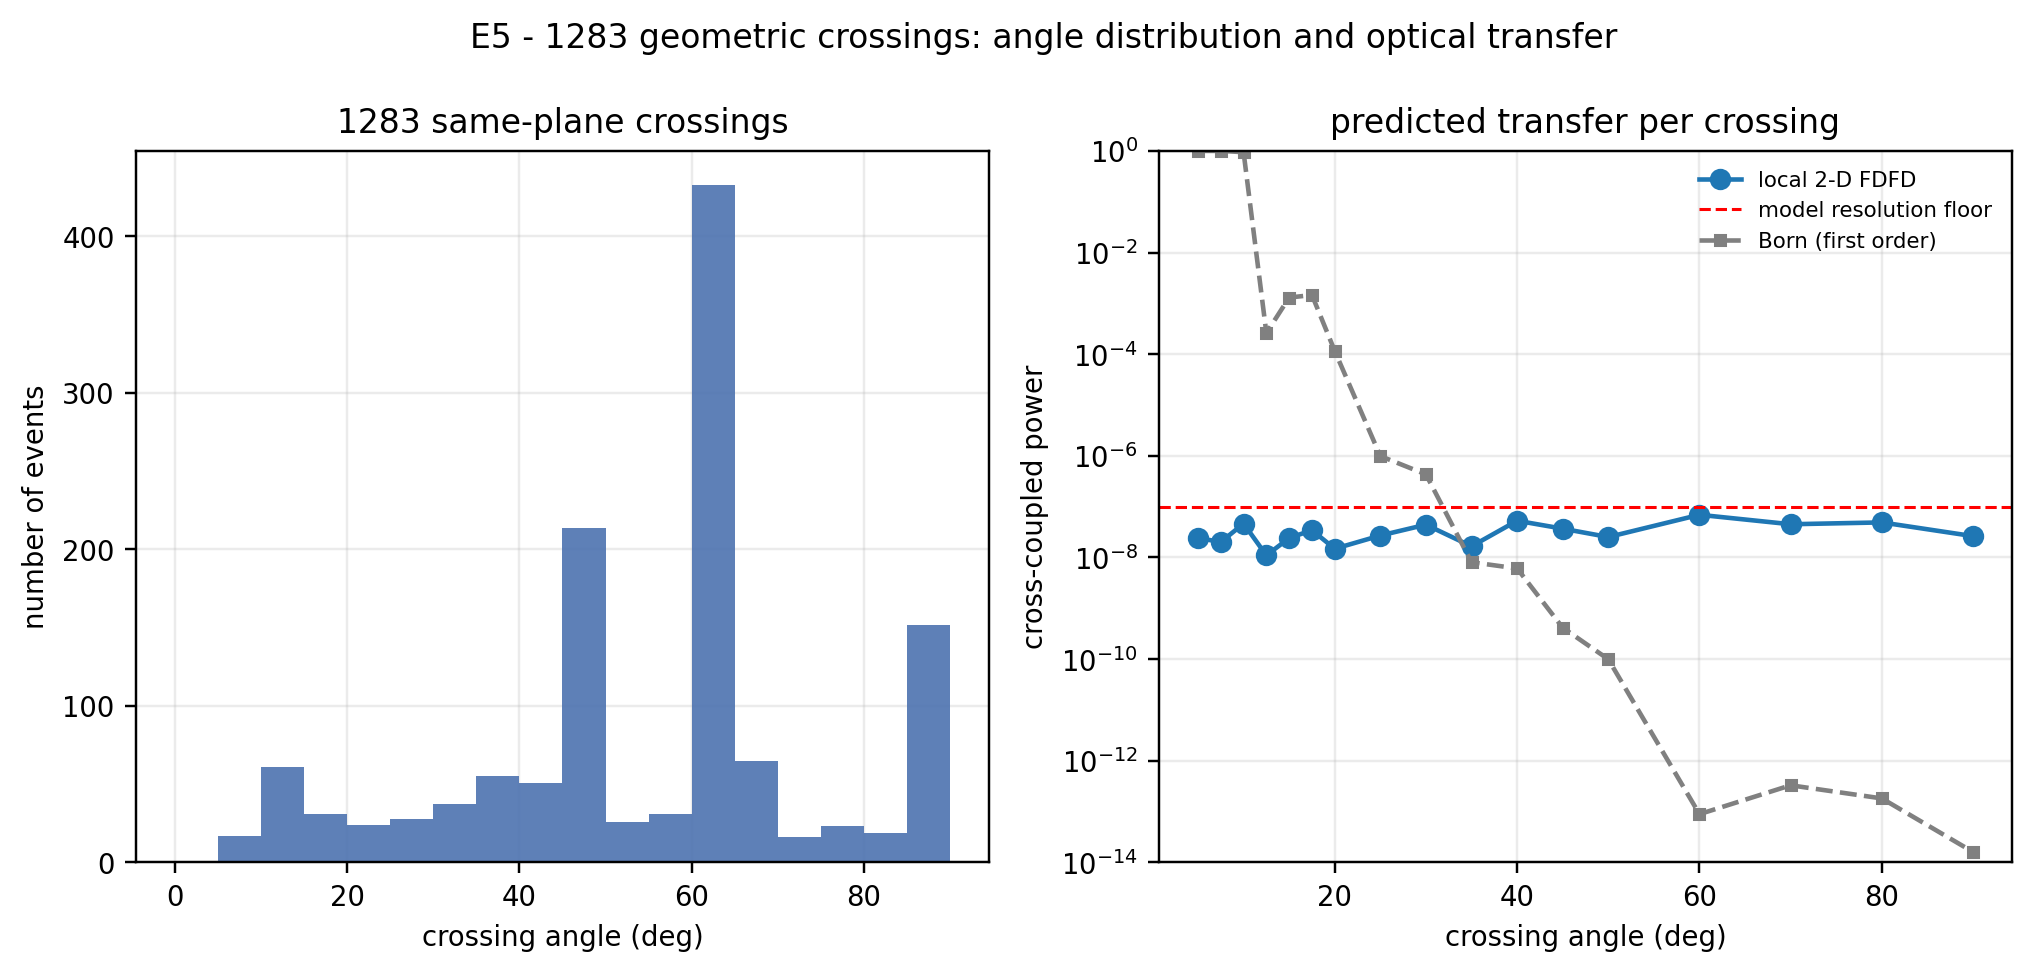 E5 - 1283 geometric crossings: angle distribution and optical transfer
1283 same-plane crossings
number of events
400
300
200
100
0
0 20 40 60 80
crossing angle (deg)
predicted transfer per crossing
cross-coupled power
10⁰
10⁻²
10⁻⁴
10⁻⁶
10⁻⁸
10⁻¹⁰
10⁻¹²
10⁻¹⁴
local 2-D FDFD
model resolution floor
Born (first order)
20 40 60 80
crossing angle (deg)